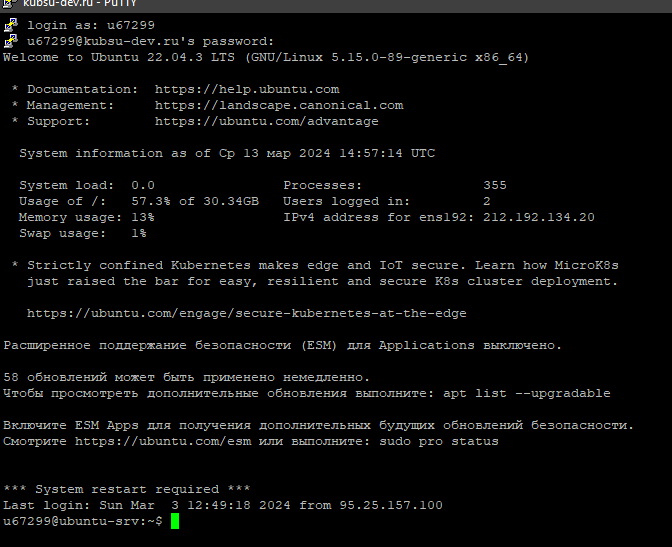 kubsu-dev.ru - PuTTY
login as: u67299
u67299@kubsu-dev.ru's password:
Welcome to Ubuntu 22.04.3 LTS (GNU/Linux 5.15.0-89-generic x86_64)
* Documentation:  https://help.ubuntu.com
* Management:     https://landscape.canonical.com
* Support:        https://ubuntu.com/advantage
System information as of Ср 13 мар 2024 14:57:14 UTC
System load:  0.0                Processes:               355
Usage of /:   57.3% of 30.34GB   Users logged in:         2
Memory usage: 13%                IPv4 address for ens192: 212.192.134.20
Swap usage:   1%
* Strictly confined Kubernetes makes edge and IoT secure. Learn how MicroK8s
just raised the bar for easy, resilient and secure K8s cluster deployment.
https://ubuntu.com/engage/secure-kubernetes-at-the-edge
Расширенное поддержание безопасности (ESM) для Applications выключено.
58 обновлений может быть применено немедленно.
Чтобы просмотреть дополнительные обновления выполните: apt list --upgradable
Включите ESM Apps для получения дополнительных будущих обновлений безопасности.
Смотрите https://ubuntu.com/esm или выполните: sudo pro status
*** System restart required ***
Last login: Sun Mar  3 12:49:18 2024 from 95.25.157.100
u67299@ubuntu-srv:~$